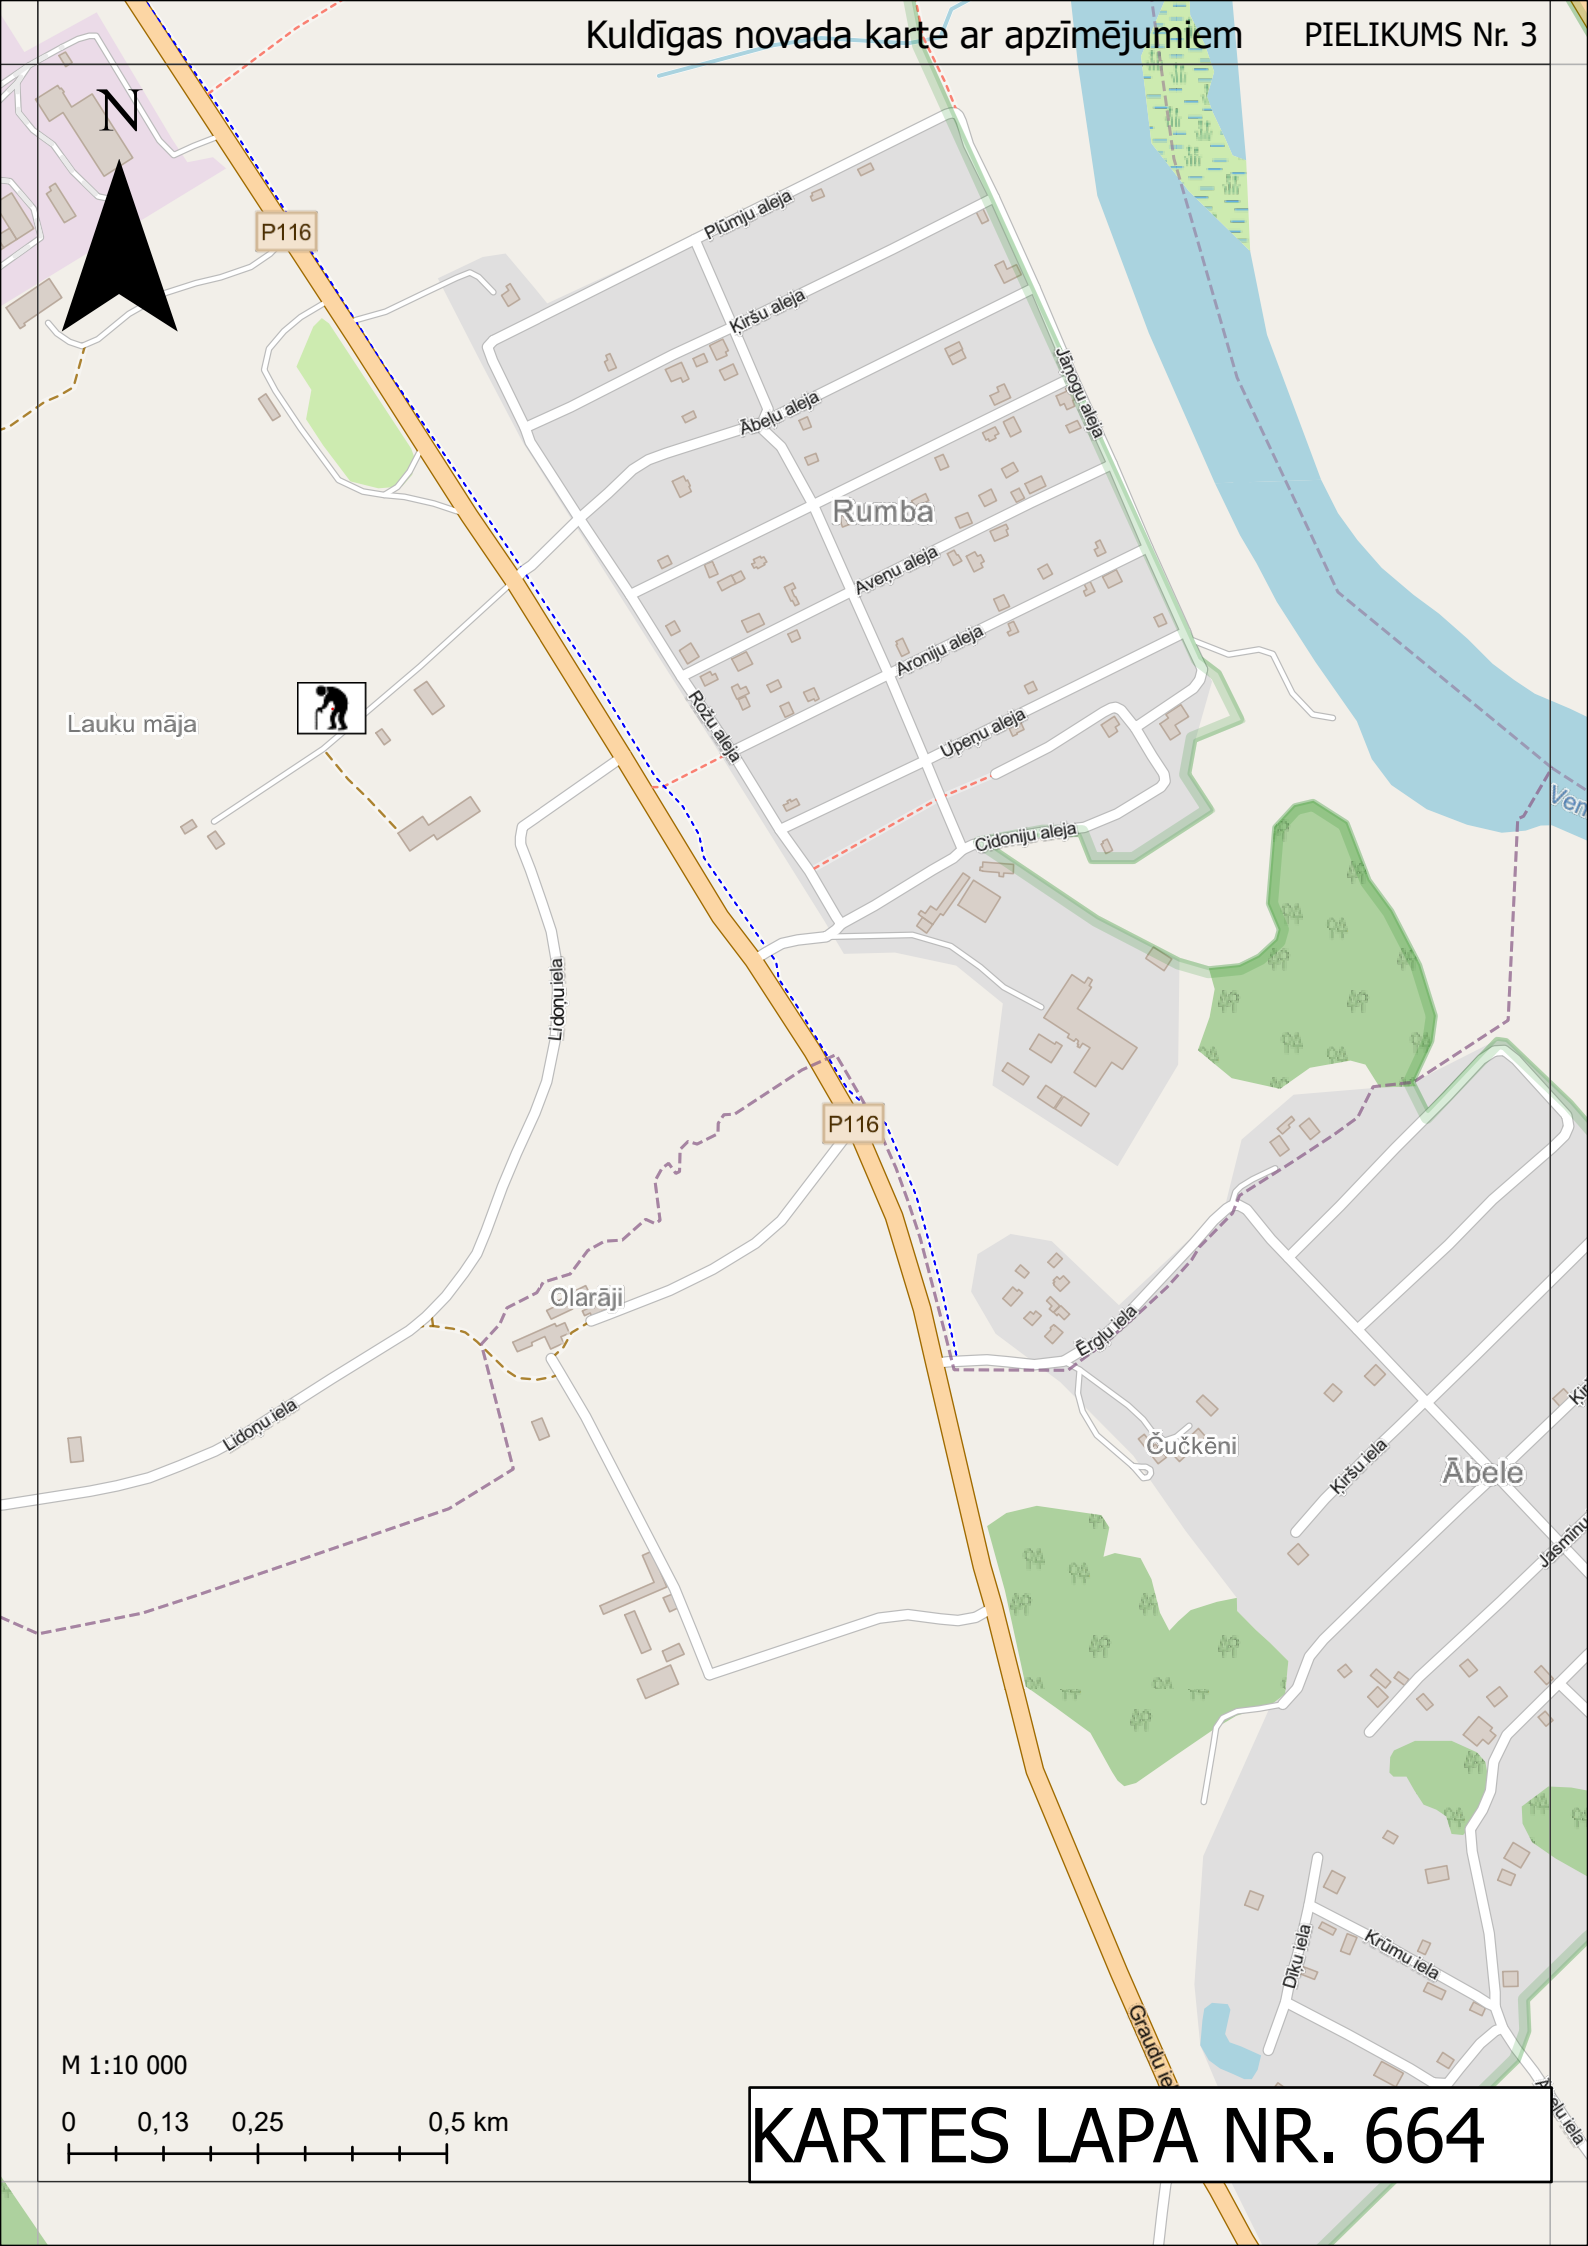 Kuldīgas novada karte ar apzīmējumiem
PIELIKUMS Nr. 3
N
P116
Plūmju aleja
Ķiršu aleja
Jāņogu aleja
Ābeļu aleja
Rumba
Aveņu aleja
Aroniju aleja
Rožu aleja
Lauku māja
Upeņu aleja
Cidoniju aleja
Lidoņu iela
P116
Olarāji
Ērgļu iela
Lidoņu iela
Čučkēni
Ķiršu iela
Ābele
Dīķu iela
Krūmu iela
Graudu ie
M 1:10 000
0 0,13 0,25 0,5 km
KARTES LAPA NR. 664